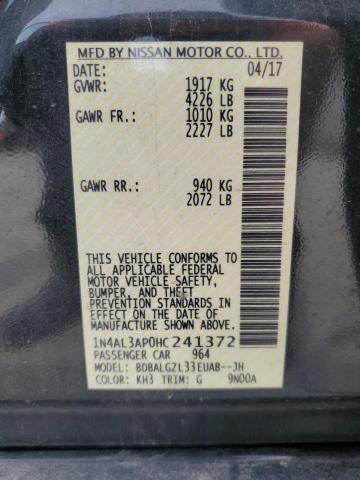 MFD BY NISSAN MOTOR CO., LTD.
DATE: 04/17
GVWR: 1917 KG
4226 LB
GAWR FR.: 1010 KG
2227 LB
GAWR RR.: 940 KG
2072 LB
THIS VEHICLE CONFORMS TO
ALL APPLICABLE FEDERAL
MOTOR VEHICLE SAFETY,
BUMPER, AND THEFT
PREVENTION STANDARDS IN
EFFECT ON THE DATE OF
MANUFACTURE SHOWN ABOVE.
1N4AL3AP0HC241372
PASSENGER CAR 964
MODEL: BDBALGZL33EUAB--JH
COLOR: KH3 TRIM: G 9N00A